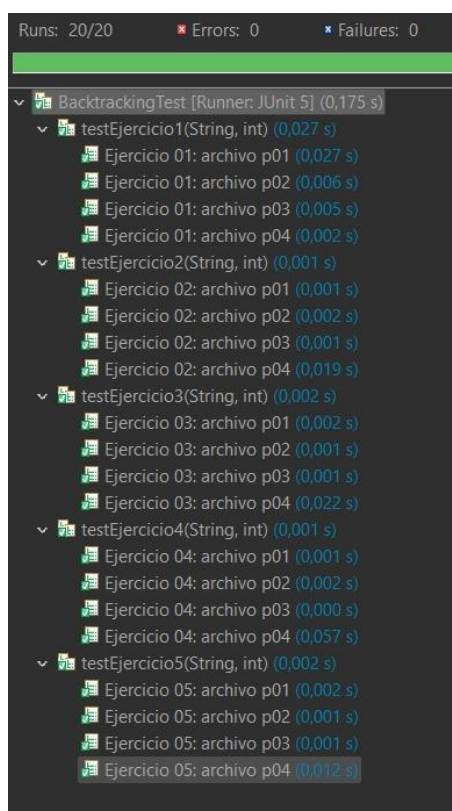 Runs: 20/20 Errors: 0 Failures: 0
BacktrackingTest [Runner: JUnit 5] (0,175 s)
testEjercicio1(String, int) (0,027 s)
Ejercicio 01: archivo p01 (0,027 s)
Ejercicio 01: archivo p02 (0,006 s)
Ejercicio 01: archivo p03 (0,005 s)
Ejercicio 01: archivo p04 (0,002 s)
testEjercicio2(String, int) (0,001 s)
Ejercicio 02: archivo p01 (0,001 s)
Ejercicio 02: archivo p02 (0,002 s)
Ejercicio 02: archivo p03 (0,001 s)
Ejercicio 02: archivo p04 (0,019 s)
testEjercicio3(String, int) (0,002 s)
Ejercicio 03: archivo p01 (0,002 s)
Ejercicio 03: archivo p02 (0,001 s)
Ejercicio 03: archivo p03 (0,001 s)
Ejercicio 03: archivo p04 (0,022 s)
testEjercicio4(String, int) (0,001 s)
Ejercicio 04: archivo p01 (0,001 s)
Ejercicio 04: archivo p02 (0,002 s)
Ejercicio 04: archivo p03 (0,000 s)
Ejercicio 04: archivo p04 (0,057 s)
testEjercicio5(String, int) (0,002 s)
Ejercicio 05: archivo p01 (0,002 s)
Ejercicio 05: archivo p02 (0,001 s)
Ejercicio 05: archivo p03 (0,001 s)
Ejercicio 05: archivo p04 (0,012 s)